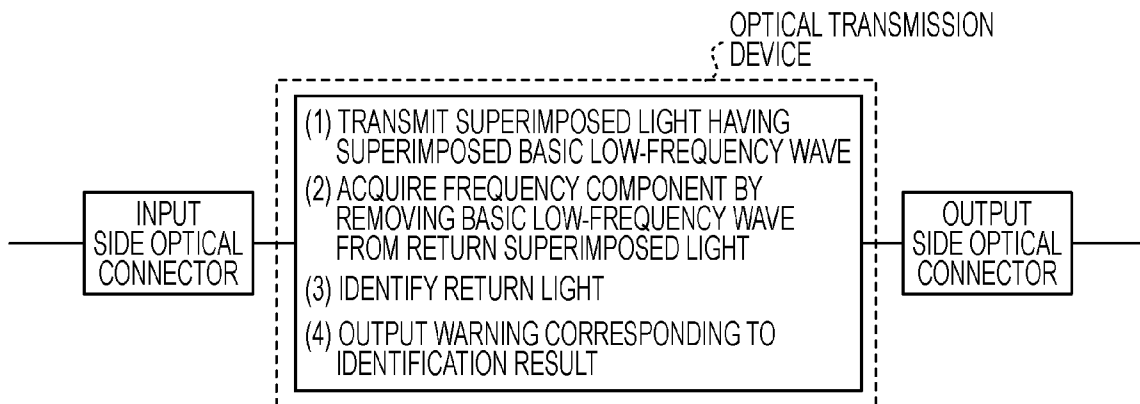 OPTICAL TRANSMISSION
DEVICE
(1) TRANSMIT SUPERIMPOSED LIGHT HAVING
SUPERIMPOSED BASIC LOW-FREQUENCY WAVE
(2) ACQUIRE FREQUENCY COMPONENT BY
REMOVING BASIC LOW-FREQUENCY WAVE
FROM RETURN SUPERIMPOSED LIGHT
(3) IDENTIFY RETURN LIGHT
(4) OUTPUT WARNING CORRESPONDING TO
IDENTIFICATION RESULT
INPUT
SIDE OPTICAL
CONNECTOR
OUTPUT
SIDE OPTICAL
CONNECTOR